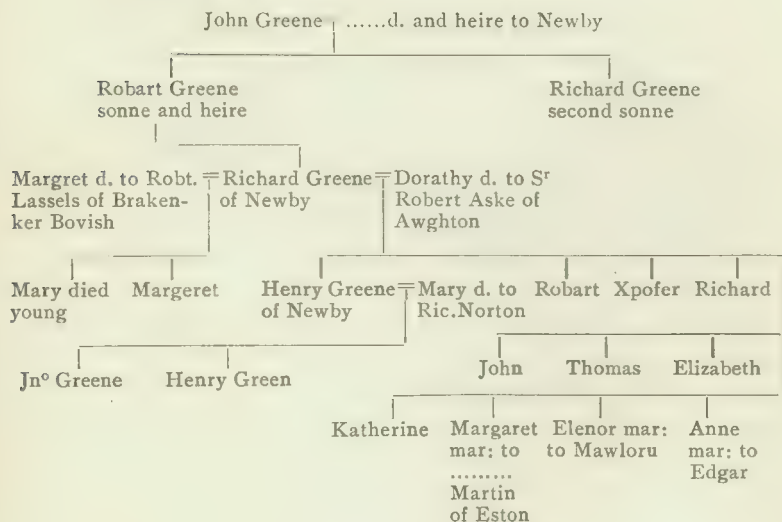 John Greene ......d. and heire to Newby
Robart Greene
sonne and heire
Richard Greene
second sonne
Margret d. to Robt.
Lassels of Braken-
ker Bovish
Richard Greene
of Newby
Dorathy d. to Sʳ
Robert Aske of
Awghton
Mary died
young
Margeret
Henry Greene
of Newby
Mary d. to
Ric.Norton
Robart
Xpofer
Richard
Jnº Greene
Henry Green
John
Thomas
Elizabeth
Katherine
Margaret
mar: to
.........
Martin
of Eston
Elenor mar:
to Mawloru
Anne
mar: to
Edgar